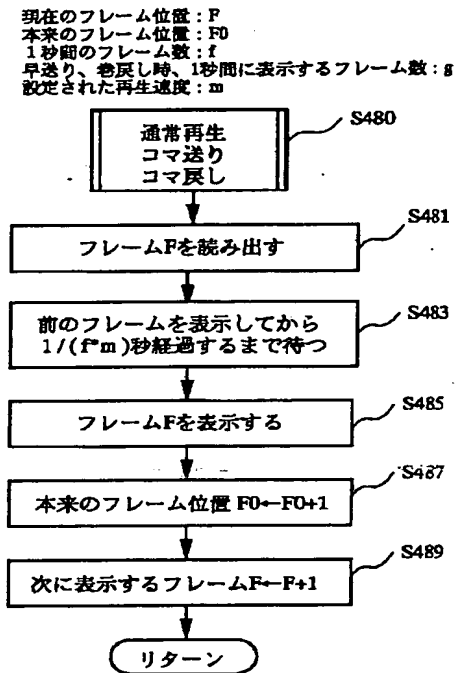 現在のフレーム位置：F
本来のフレーム位置：F0
1秒間のフレーム数：f
早送り、巻戻し時、1秒間に表示するフレーム数：g
設定された再生速度：m
通常再生
コマ送り
コマ戻し
S480
フレームFを読み出す
S481
前のフレームを表示してから
1/(f*m)秒経過するまで待つ
S483
フレームFを表示する
S485
本来のフレーム位置 F0←F0+1
S487
次に表示するフレームF←F+1
S489
リターン